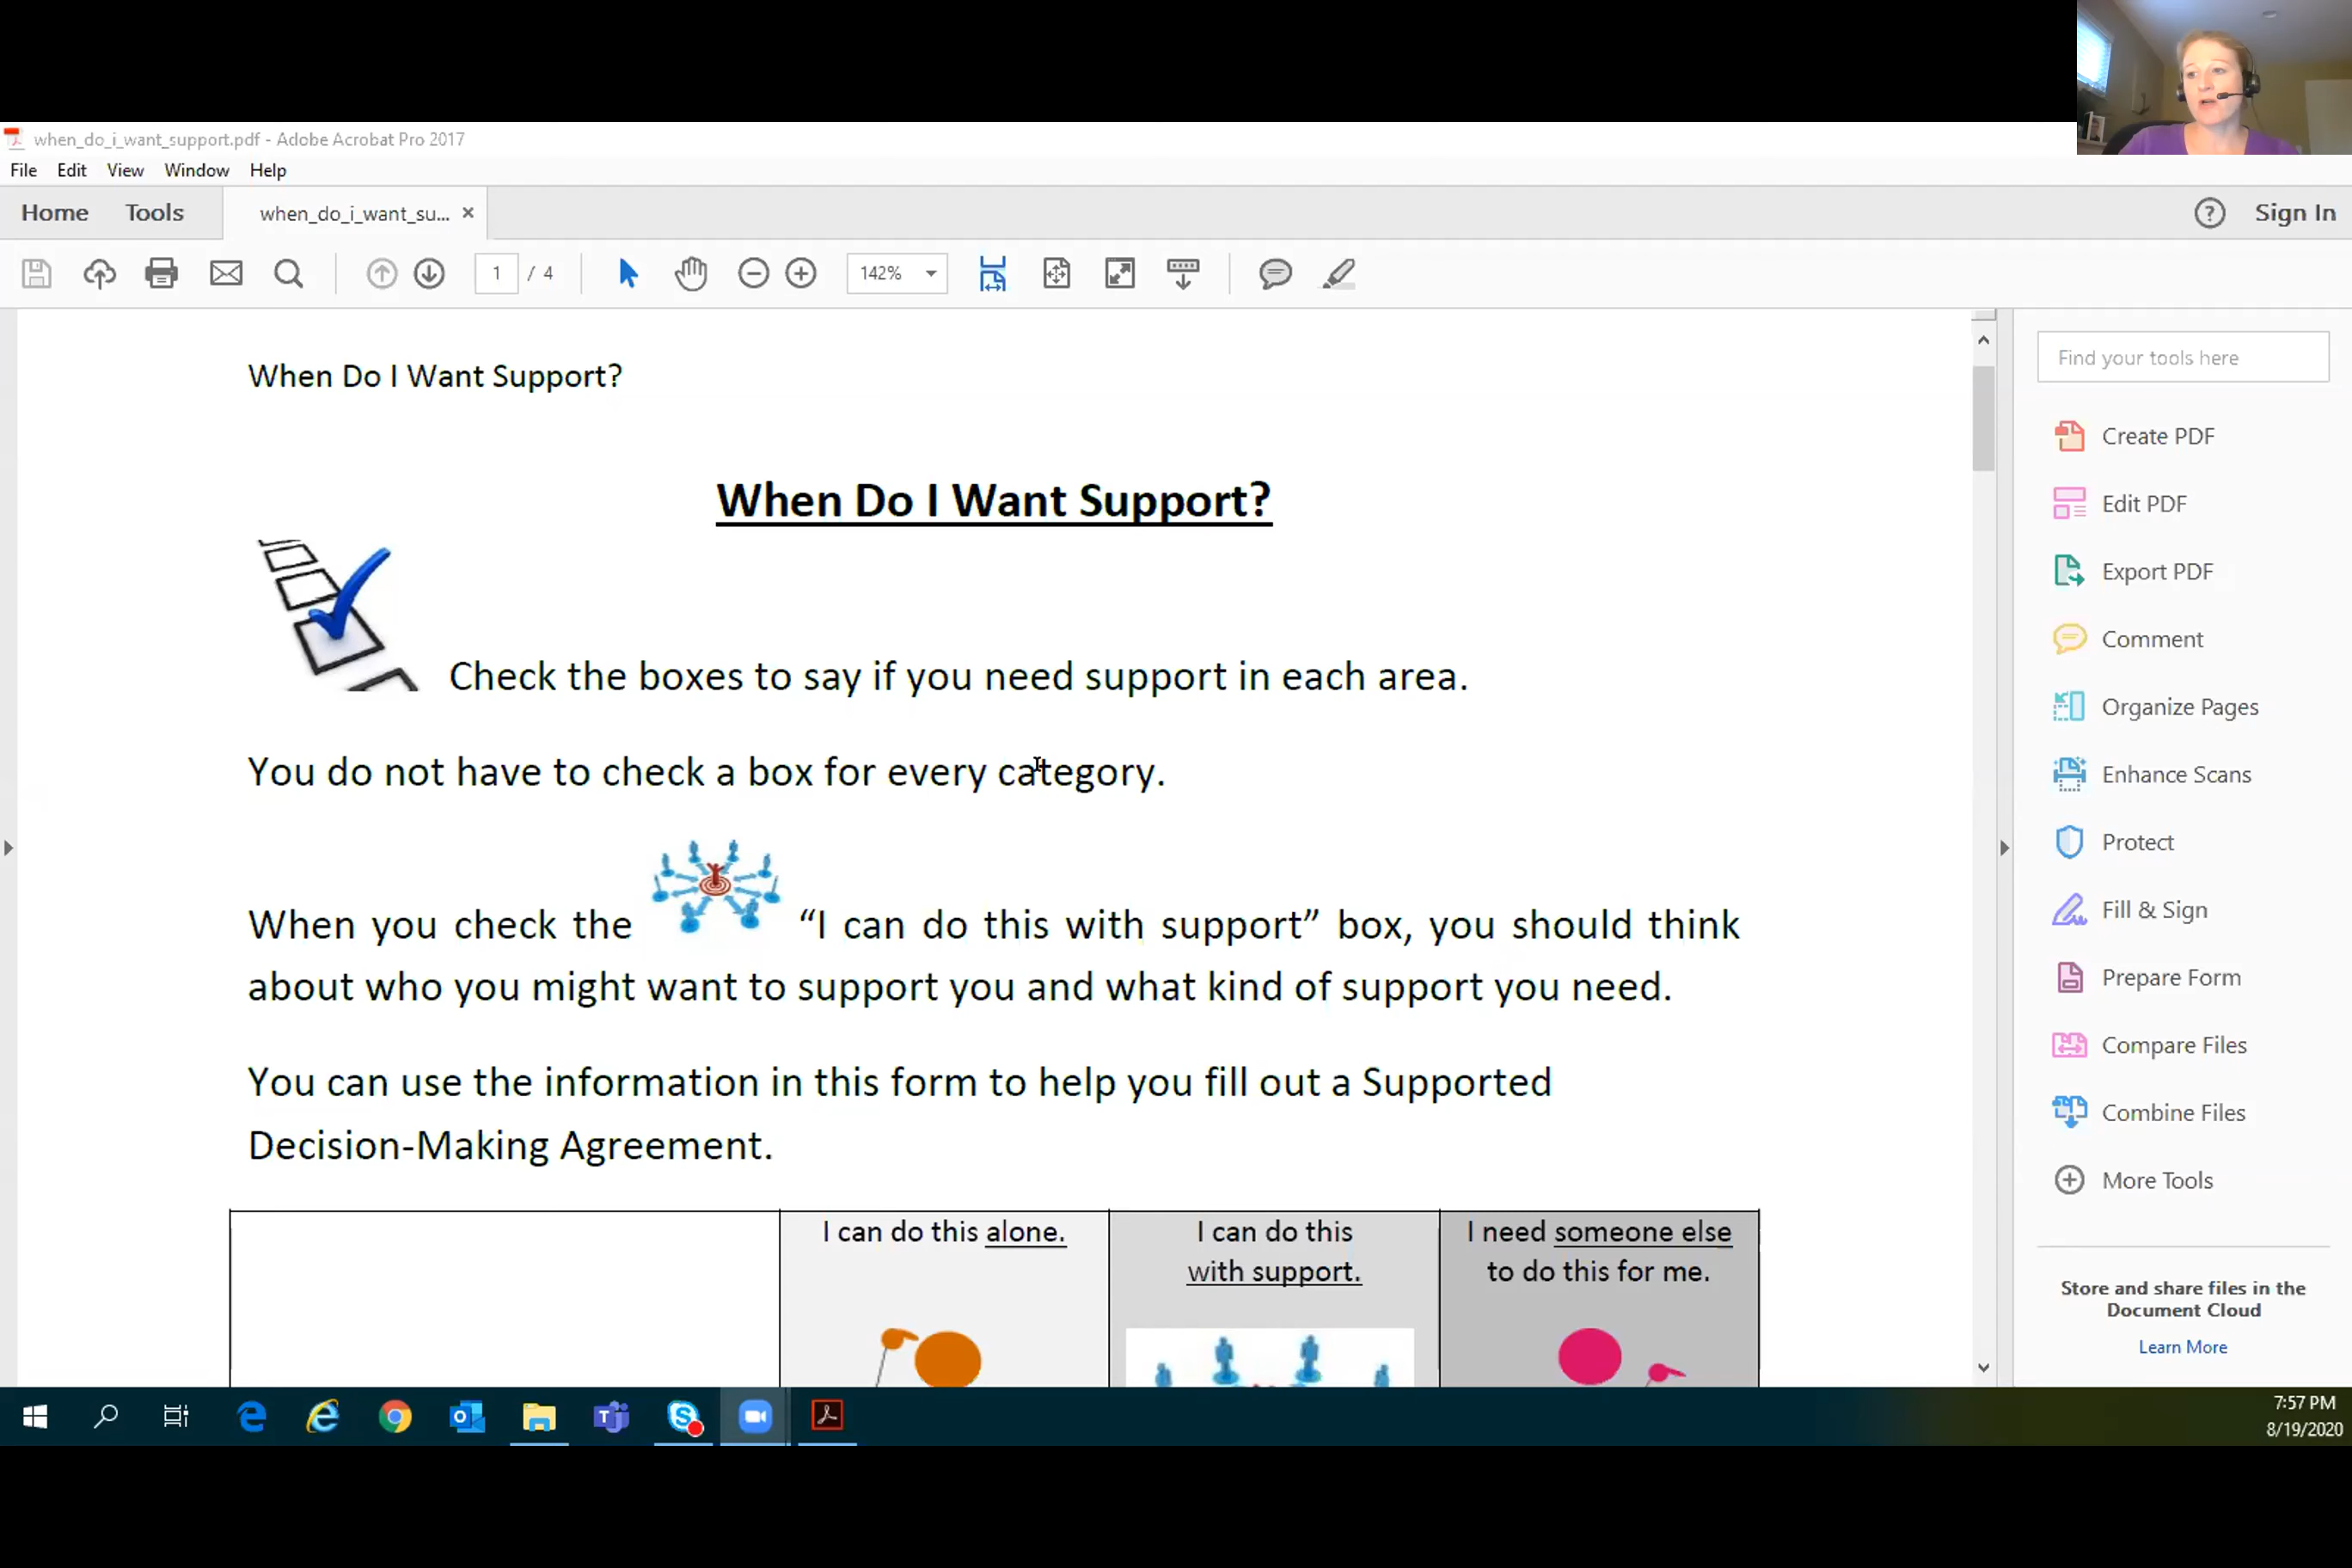 when_do_i_want_support.pdf - Adobe Acrobat Pro 2017
File Edit View Window Help
Home Tools when_do_i_want_su... × ? Sign In
1 / 4 142%
When Do I Want Support?
When Do I Want Support?
Check the boxes to say if you need support in each area.
You do not have to check a box for every category.
When you check the “I can do this with support” box, you should think
about who you might want to support you and what kind of support you need.
You can use the information in this form to help you fill out a Supported
Decision-Making Agreement.
I can do this alone.
I can do this
with support.
I need someone else
to do this for me.
Find your tools here
Create PDF
Edit PDF
Export PDF
Comment
Organize Pages
Enhance Scans
Protect
Fill & Sign
Prepare Form
Compare Files
Combine Files
More Tools
Store and share files in the
Document Cloud
Learn More
7:57 PM
8/19/2020